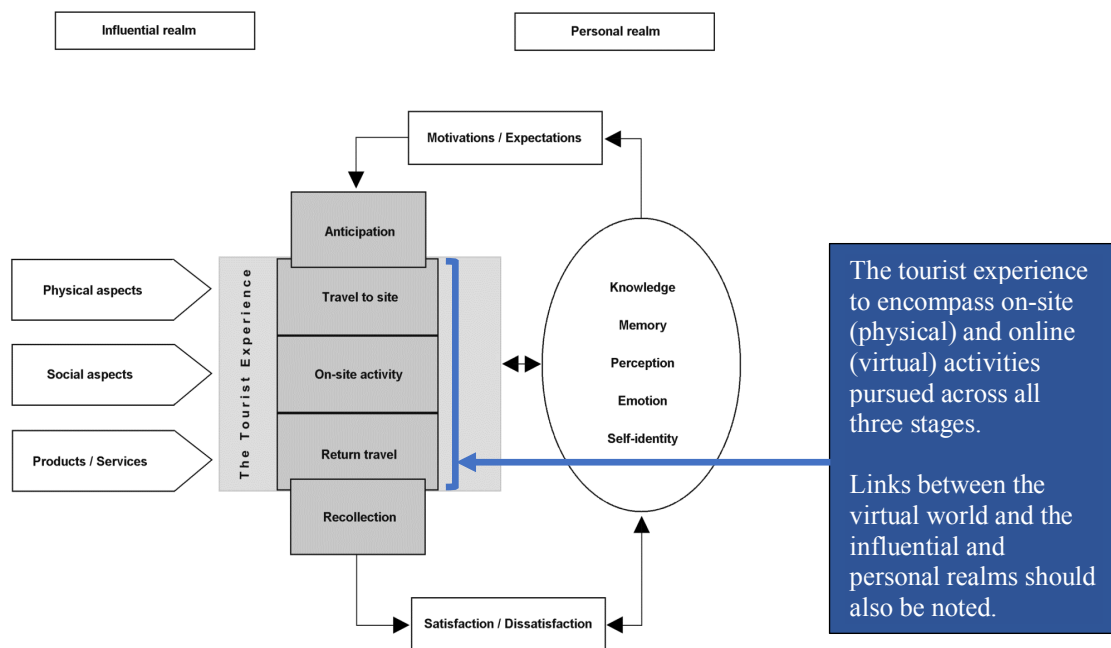 Influential realm
Personal realm
Motivations / Expectations
Anticipation
The Tourist Experience
Physical aspects
Travel to site
Social aspects
On-site activity
Products / Services
Return travel
Recollection
Knowledge
Memory
Perception
Emotion
Self-identity
Satisfaction / Dissatisfaction
The tourist experience
to encompass on-site
(physical) and online
(virtual) activities
pursued across all
three stages.
Links between the
virtual world and the
influential and
personal realms should
also be noted.